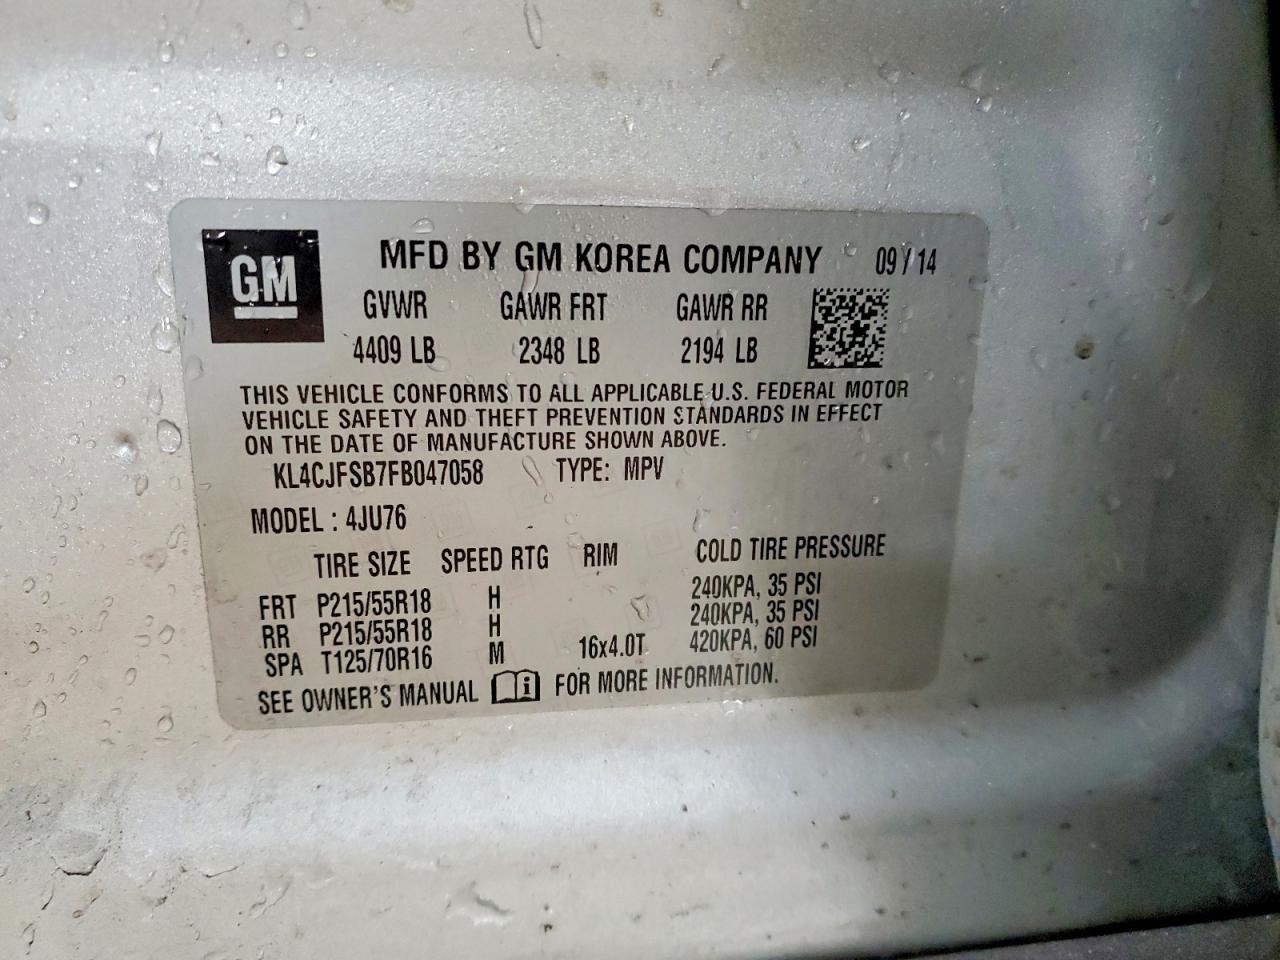 GM
MFD BY GM KOREA COMPANY 09/14
GVWR GAWR FRT GAWR RR
4409 LB 2348 LB 2194 LB
THIS VEHICLE CONFORMS TO ALL APPLICABLE U.S. FEDERAL MOTOR
VEHICLE SAFETY AND THEFT PREVENTION STANDARDS IN EFFECT
ON THE DATE OF MANUFACTURE SHOWN ABOVE.
KL4CJFSB7FB047058 TYPE: MPV
MODEL : 4JU76
TIRE SIZE SPEED RTG RIM COLD TIRE PRESSURE
FRT P215/55R18 H 240KPA, 35 PSI
RR P215/55R18 H 240KPA, 35 PSI
SPA T125/70R16 M 16x4.0T 420KPA, 60 PSI
SEE OWNER'S MANUAL i FOR MORE INFORMATION.